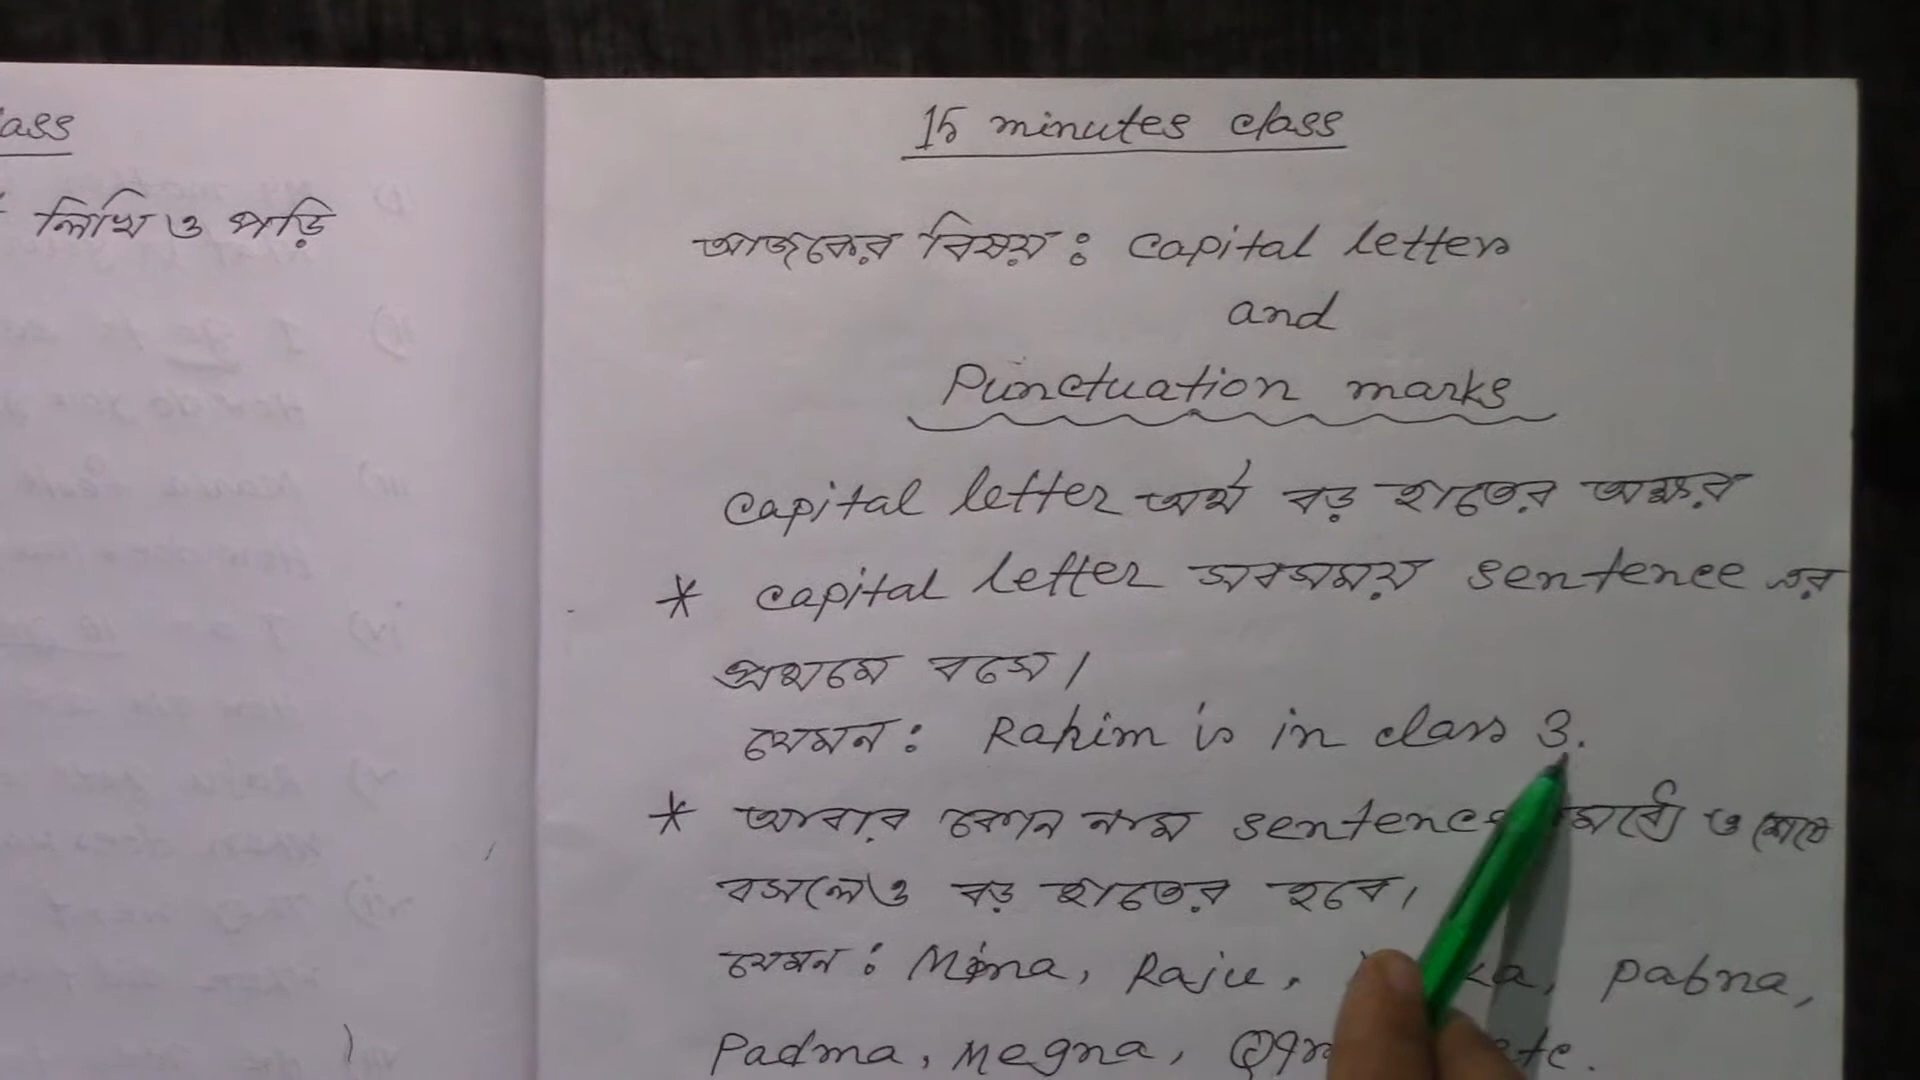 ass
লিখি ও পড়ি
15 minutes class
আজকের বিষয় : Capital letters
and
Punctuation marks
Capital letter অর্থ বড় হাতের অক্ষর
* Capital letter সবসময় sentence এর
প্রথমে বসে।
যেমন : Rahim is in class 3.
* আবার কোন নাম sentence ও শেষে
বসলেও বড় হাতের হবে।
যেমন : Mina, Raju, Pabna,
Padma, Megna, etc.